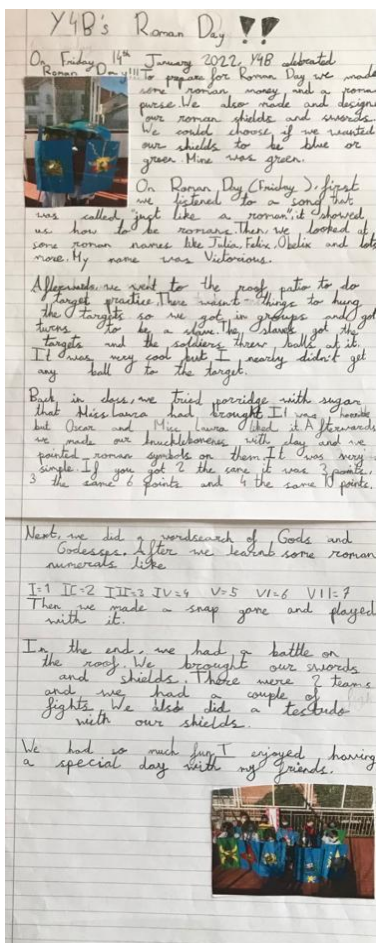 Y4B's Roman Day !!
On Friday 14th January 2022, Y4B celebrated
Roman Day!!! To prepare for Roman Day we made
some roman money and a roman
purse. We also made and designed
our roman shields and swords.
We could choose if we wanted
our shields to be blue or
green. Mine was green.
On Roman Day (Friday), first
we listened to a song that
was called "just like a roman", it showed
us how to be romans. Then, we looked at
some roman names like Julia, Felix, Obelix and lots
more. My name was Victorious.
Afterwards, we went to the roof patio to do
target practice. There wasn't things to hung
the targets so we got in groups and got
turns to be a slave. The slaves got the
targets and the soldiers threw balls at it.
It was very cool but I nearly didn't get
any ball to the target.
Back in class, we tried porridge with sugar
that Miss Laura had brought. It was horrible
but Oscar and Miss Laura liked it. Afterwards
we made our knucklebones with clay and we
pointed roman symbols on them. It was very
simple. If you got 2 the same it was 3 points,
3 the same 6 points and 4 the same 10 points.
Next, we did a wordsearch of Gods and
Godesses. After we learnt some roman
numerals like
I=1 II=2 III=3 IV=4 V=5 VI=6 VII=7
Then we made a snap game and played
with it.
In the end, we had a battle on
the roof. We brought our swords
and shields. There were 2 teams
and we had a couple of
fights. We also did a testudo
with our shields.
We had so much fun. I enjoyed having
a special day with my friends.